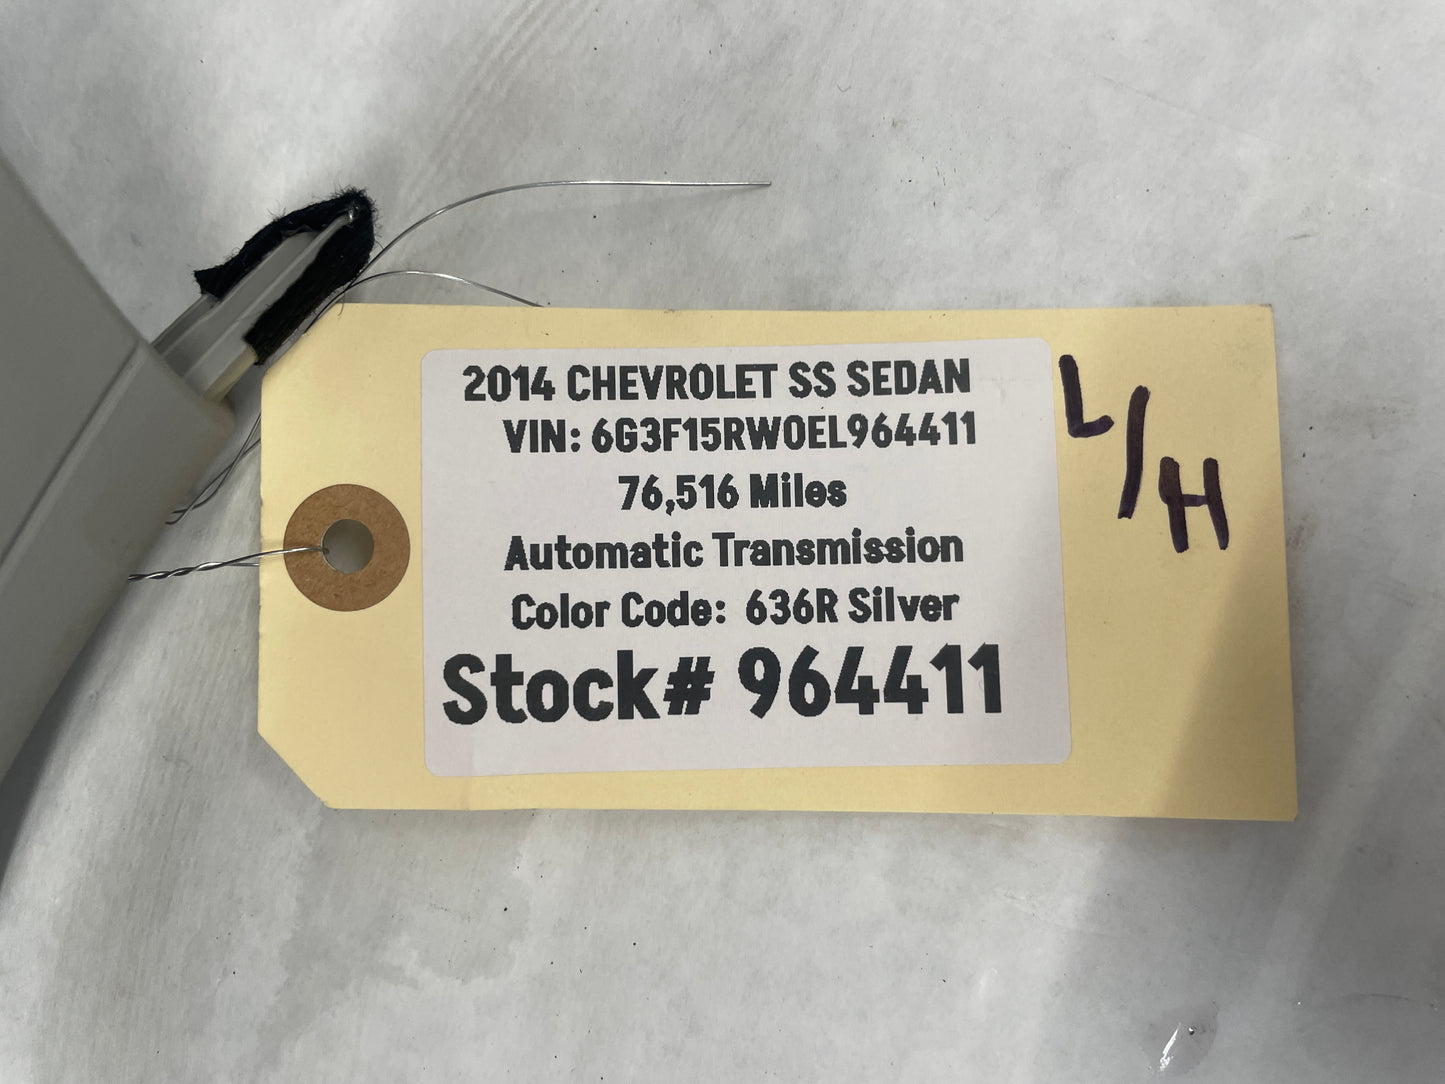 2014 CHEVROLET SS SEDAN
VIN: 6G3F15RW0EL964411
76,516 Miles
Automatic Transmission
Color Code: 636R Silver
Stock# 964411
L/H